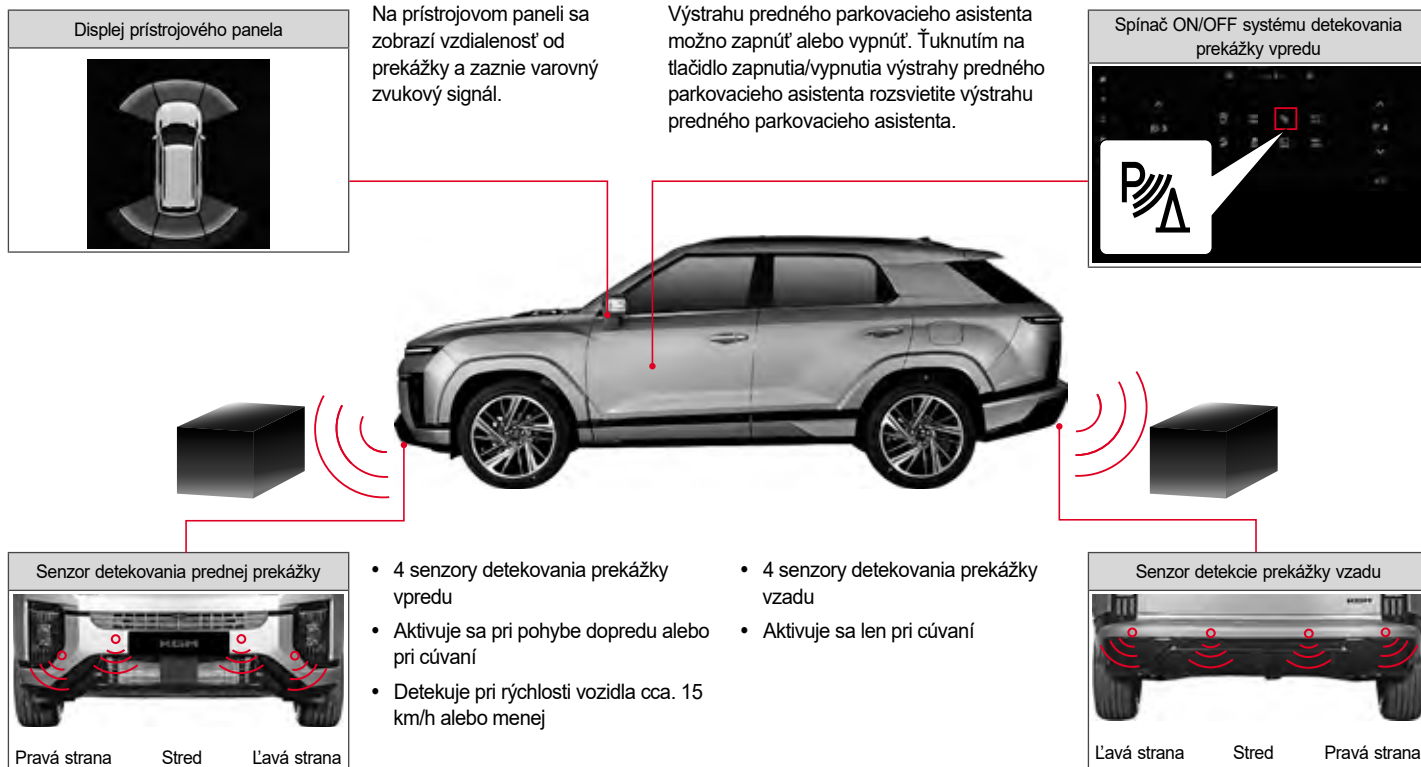 Displej prístrojového panela
Na prístrojovom paneli sa
zobrazí vzdialenosť od
prekážky a zaznie varovný
zvukový signál.
Výstrahu predného parkovacieho asistenta
možno zapnúť alebo vypnúť. Ťuknutím na
tlačidlo zapnutia/vypnutia výstrahy predného
parkovacieho asistenta rozsvietite výstrahu
predného parkovacieho asistenta.
Spínač ON/OFF systému detekovania
prekážky vpredu
P
Senzor detekovania prednej prekážky
KGM
Pravá strana Stred Ľavá strana
• 4 senzory detekovania prekážky
vpredu
• Aktivuje sa pri pohybe dopredu alebo
pri cúvaní
• Detekuje pri rýchlosti vozidla cca. 15
km/h alebo menej
• 4 senzory detekovania prekážky
vzadu
• Aktivuje sa len pri cúvaní
Senzor detekcie prekážky vzadu
KGM
Ľavá strana Stred Pravá strana